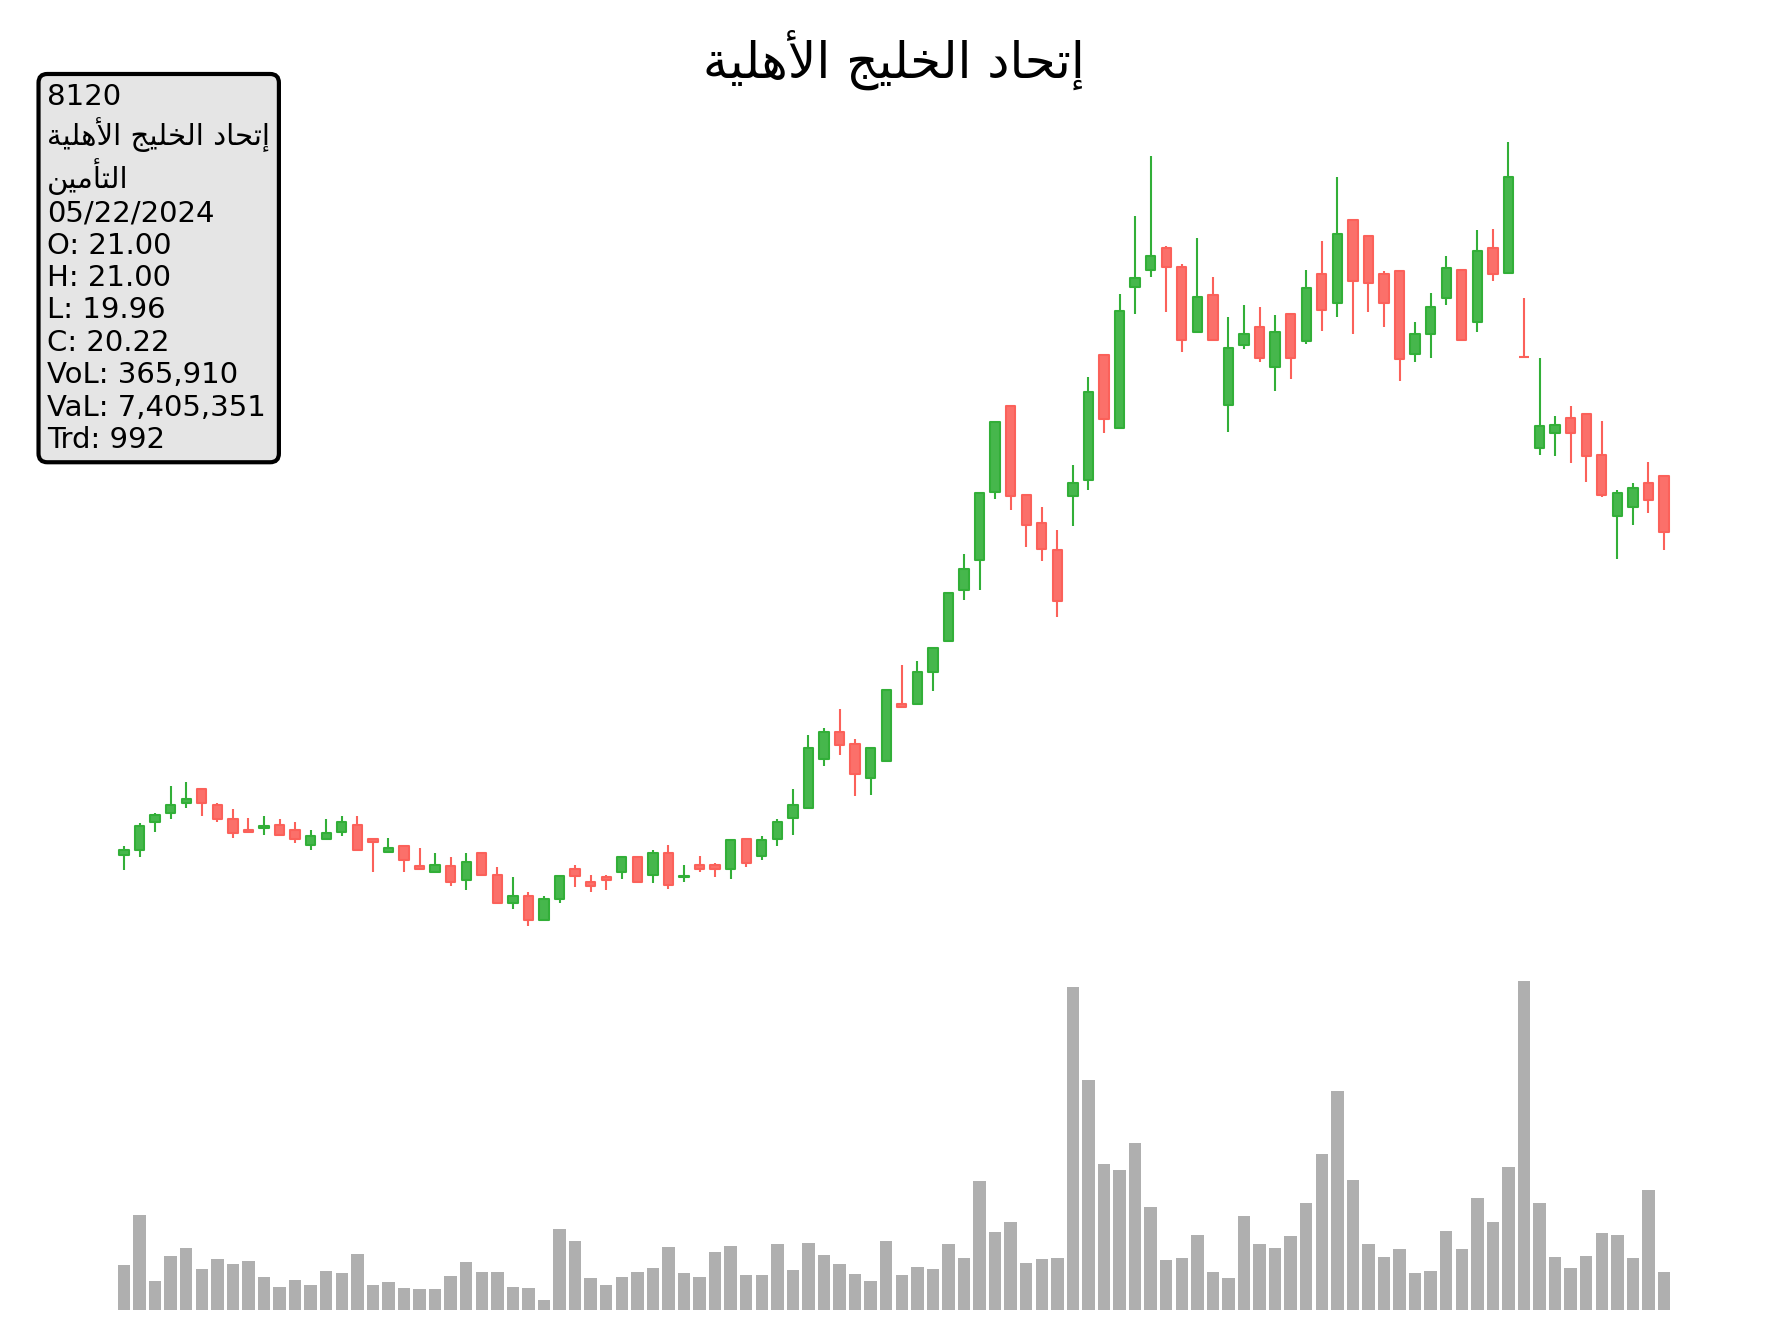 إتحاد الخليج الأهلية
8120
إتحاد الخليج الأهلية
التأمين
05/22/2024
O: 21.00
H: 21.00
L: 19.96
C: 20.22
VoL: 365,910
VaL: 7,405,351
Trd: 992